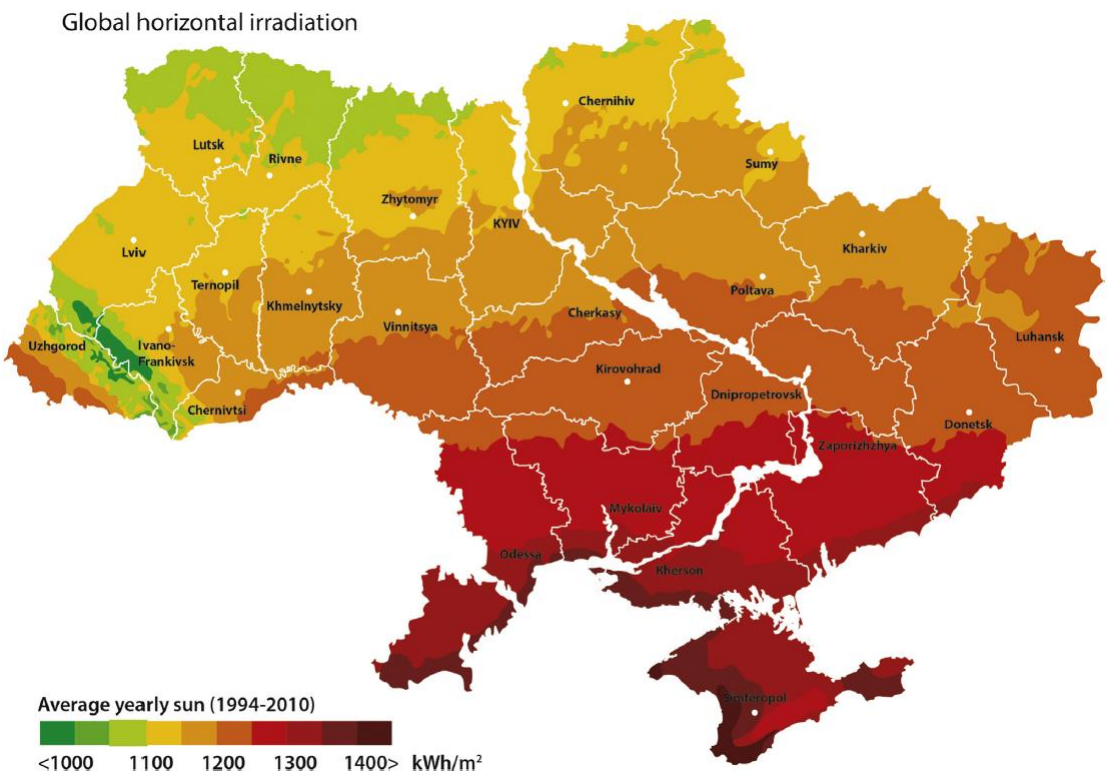 Global horizontal irradiation
Chernihiv
Lutsk
Rivne
Sumy
Zhytomyr
KYIV
Lviv
Kharkiv
Ternopil
Khmelnytsky
Poltava
Cherkasy
Vinnitsya
Luhansk
Uzhgorod
Ivano-
Frankivsk
Kirovohrad
Dnipropetrovsk
Chernivtsi
Donetsk
Zaporizhzhya
Mykolaiv
Odessa
Kherson
Simferopol
Average yearly sun (1994-2010)
<1000 1100 1200 1300 1400> kWh/m²